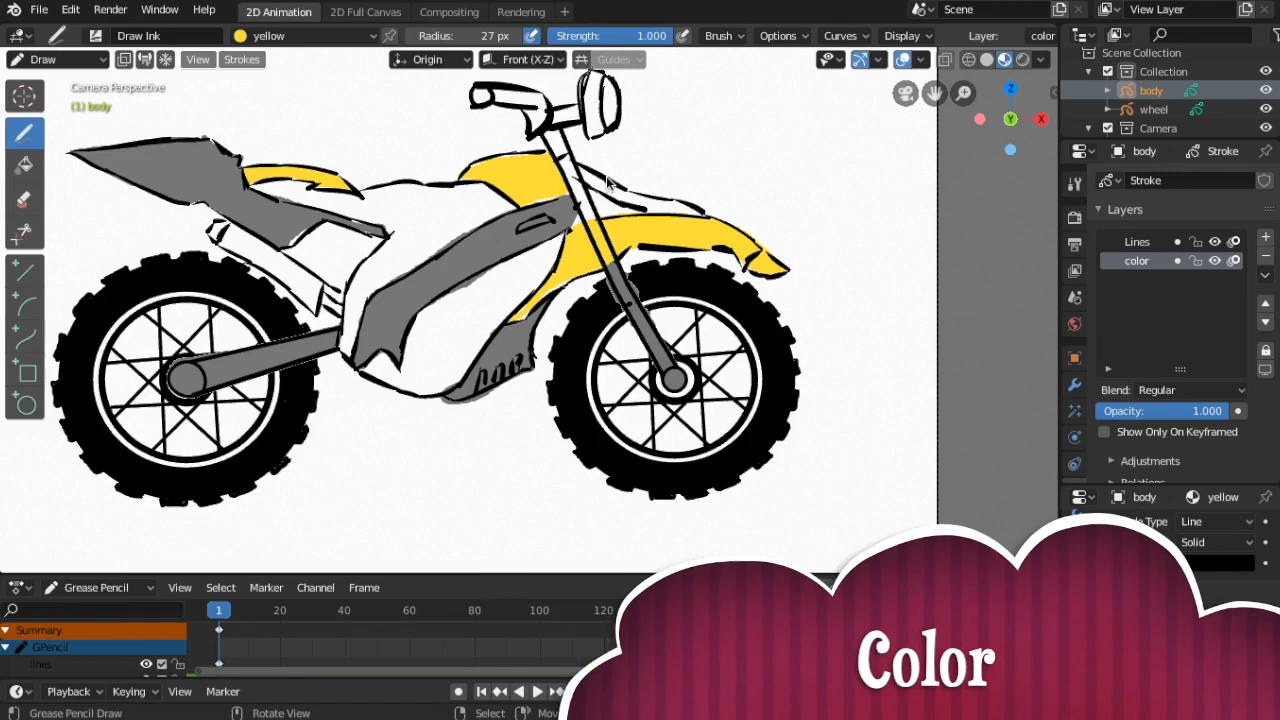 File Edit Render Window Help 2D Animation 2D Full Canvas Compositing Rendering + Scene View Layer
Draw Ink yellow Radius: 27 px Strength: 1.000 Brush Options Curves Display Layer: color
Draw View Strokes Origin Front (X-Z) Guides
Scene Collection
Collection
body
wheel
Camera
Camera Perspective
(1) body
Z
Y
X
body Stroke
Stroke
Layers
Lines
color
Blend: Regular
Opacity: 1.000
Show Only On Keyframed
Adjustments
body yellow
Type Line
Solid
Grease Pencil View Select Marker Channel Frame
1 20 40 60 80 100 120
Summary
GPencil
lines
Playback Keying View Marker
Grease Pencil Draw Rotate View Select Mov
Color